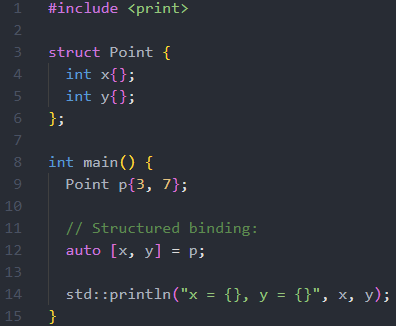 1 #include <print>
2
3 struct Point {
4   int x{};
5   int y{};
6 };
7
8 int main() {
9   Point p{3, 7};
10
11   // Structured binding:
12   auto [x, y] = p;
13
14   std::println("x = {}, y = {}", x, y);
15 }